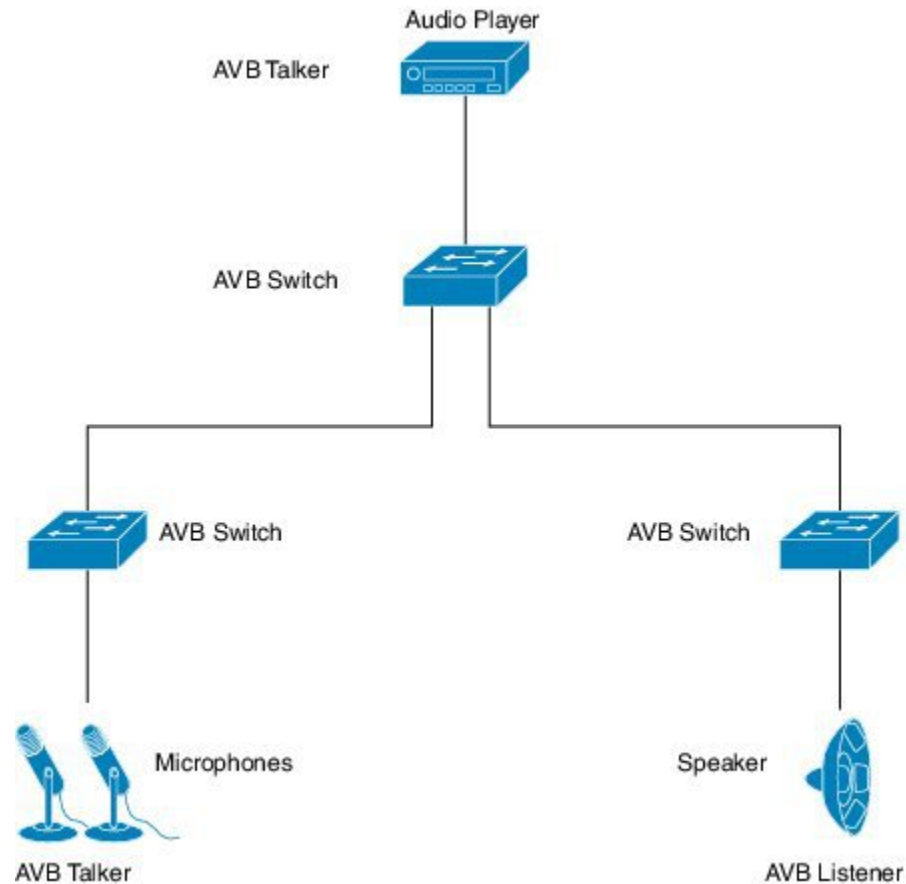 Audio Player
AVB Talker
AVB Switch
AVB Switch
AVB Switch
Microphones
Speaker
AVB Talker
AVB Listener